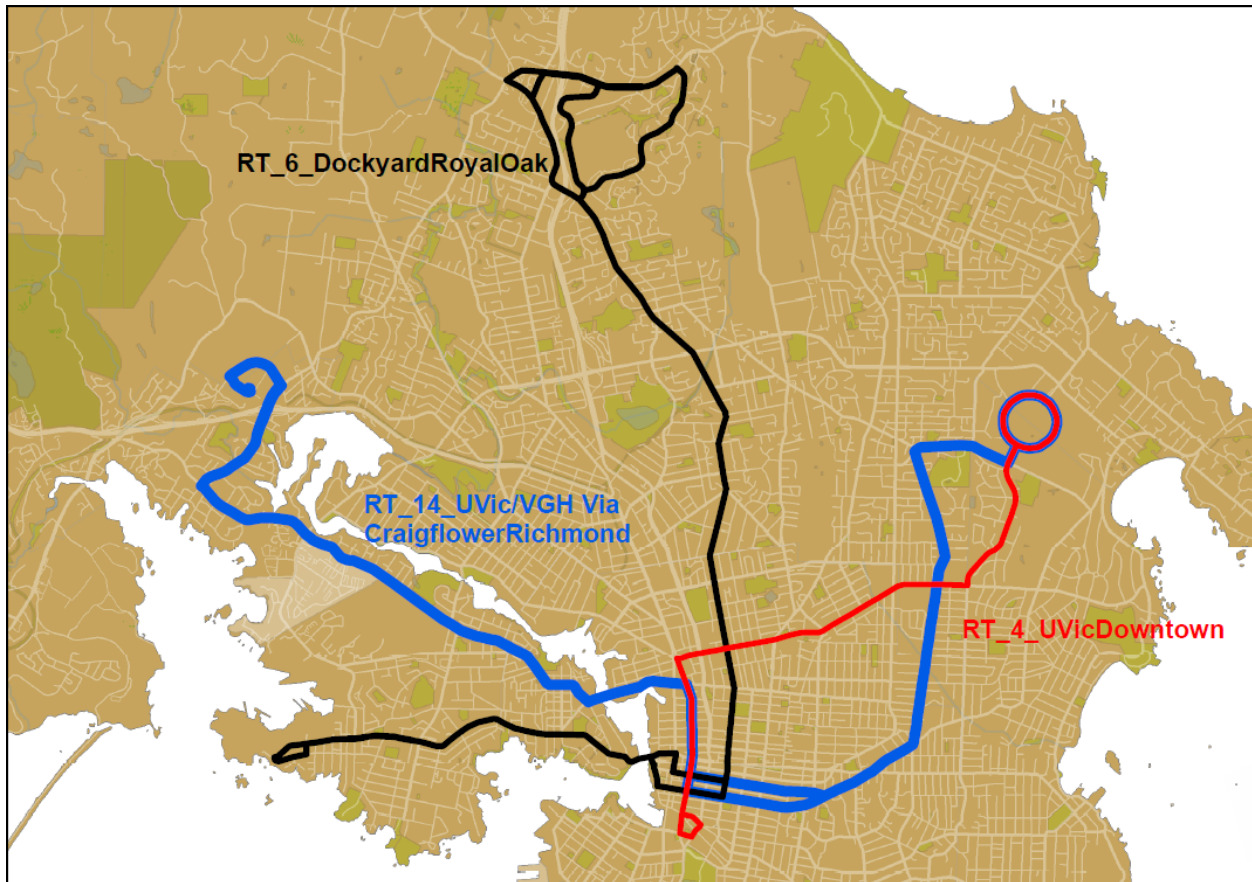 RT_6_DockyardRoyalOak
RT_14_UVic/VGH Via
CraigflowerRichmond
RT_4_UVicDowntown